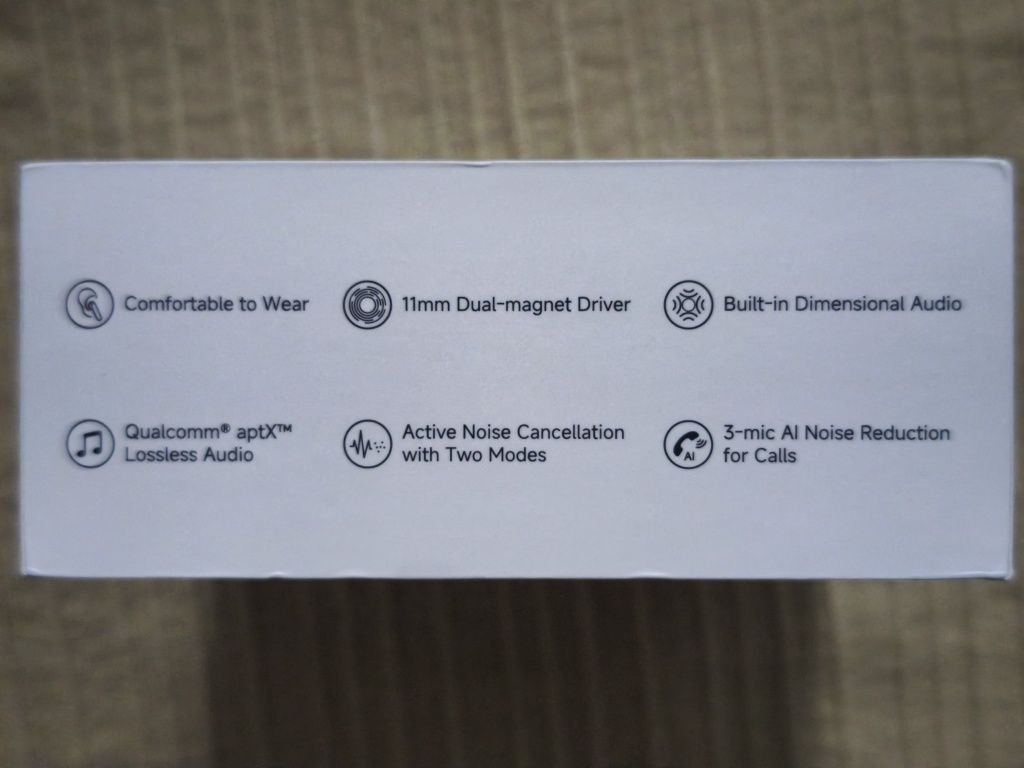 Comfortable to Wear
11mm Dual-magnet Driver
Built-in Dimensional Audio
Qualcomm® aptX™
Lossless Audio
Active Noise Cancellation
with Two Modes
AI
3-mic AI Noise Reduction
for Calls